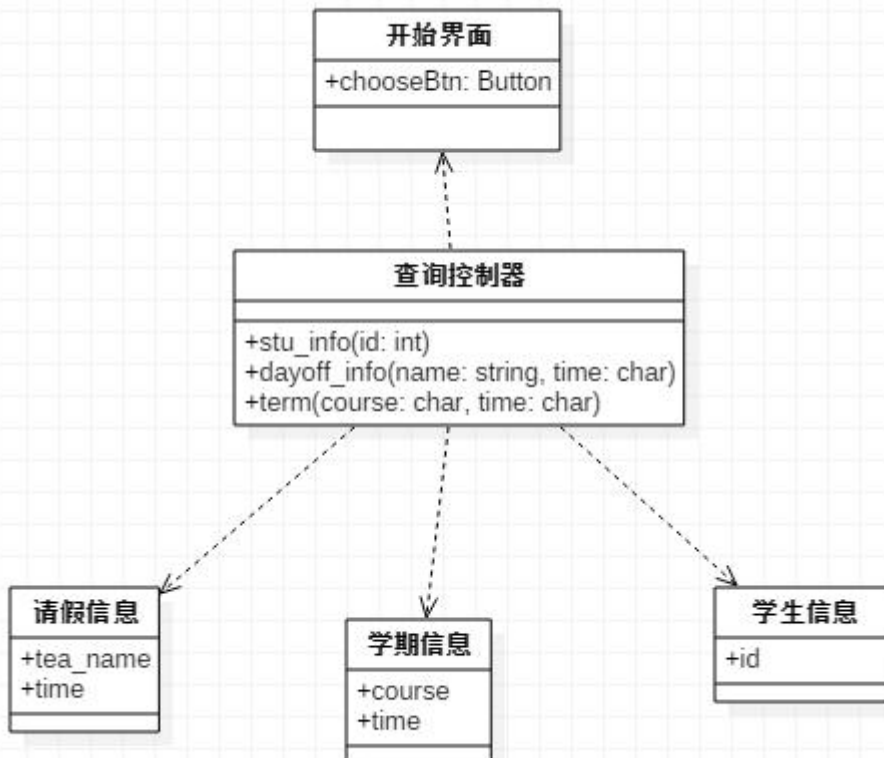 开始界面
+chooseBtn: Button
查询控制器
+stu_info(id: int)
+dayoff_info(name: string, time: char)
+term(course: char, time: char)
请假信息
+tea_name
+time
学期信息
+course
+time
学生信息
+id